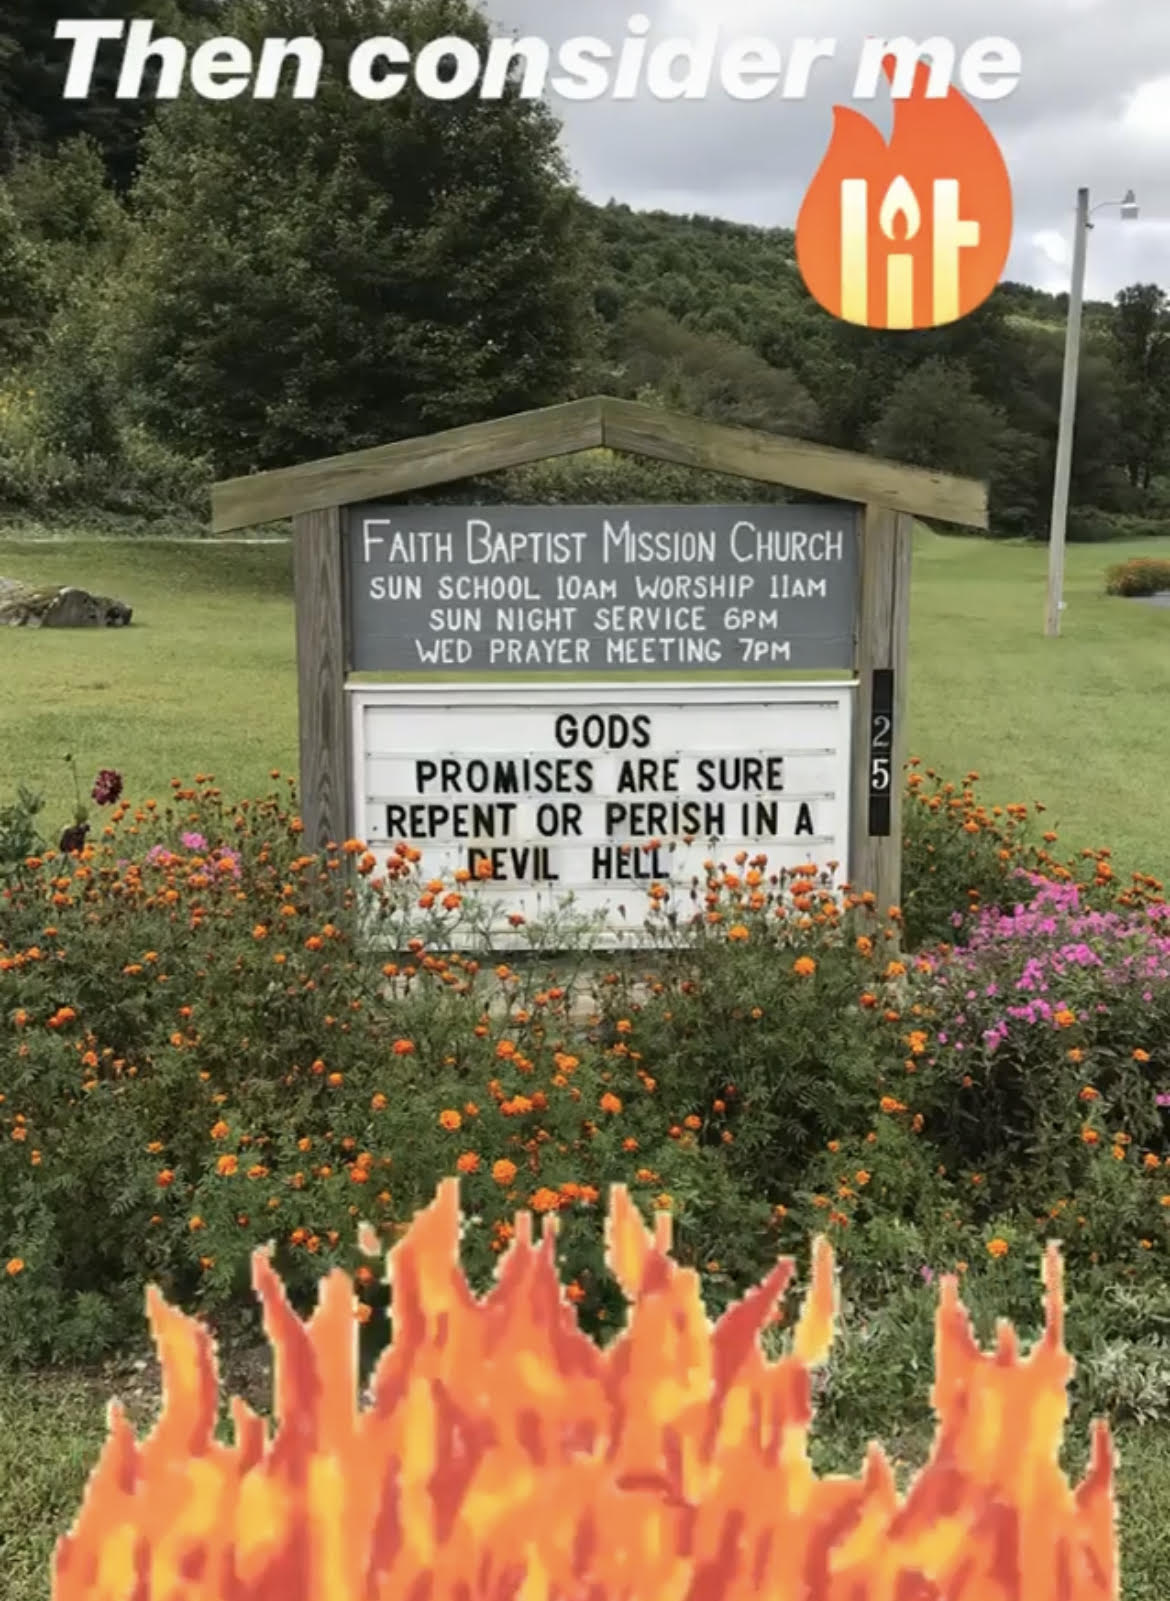 Then consider me
lit
FAITH BAPTIST MISSION CHURCH
SUN SCHOOL 10AM WORSHIP 11AM
SUN NIGHT SERVICE 6PM
WED PRAYER MEETING 7PM
GODS
PROMISES ARE SURE
REPENT OR PERISH IN A
DEVIL HELL
25